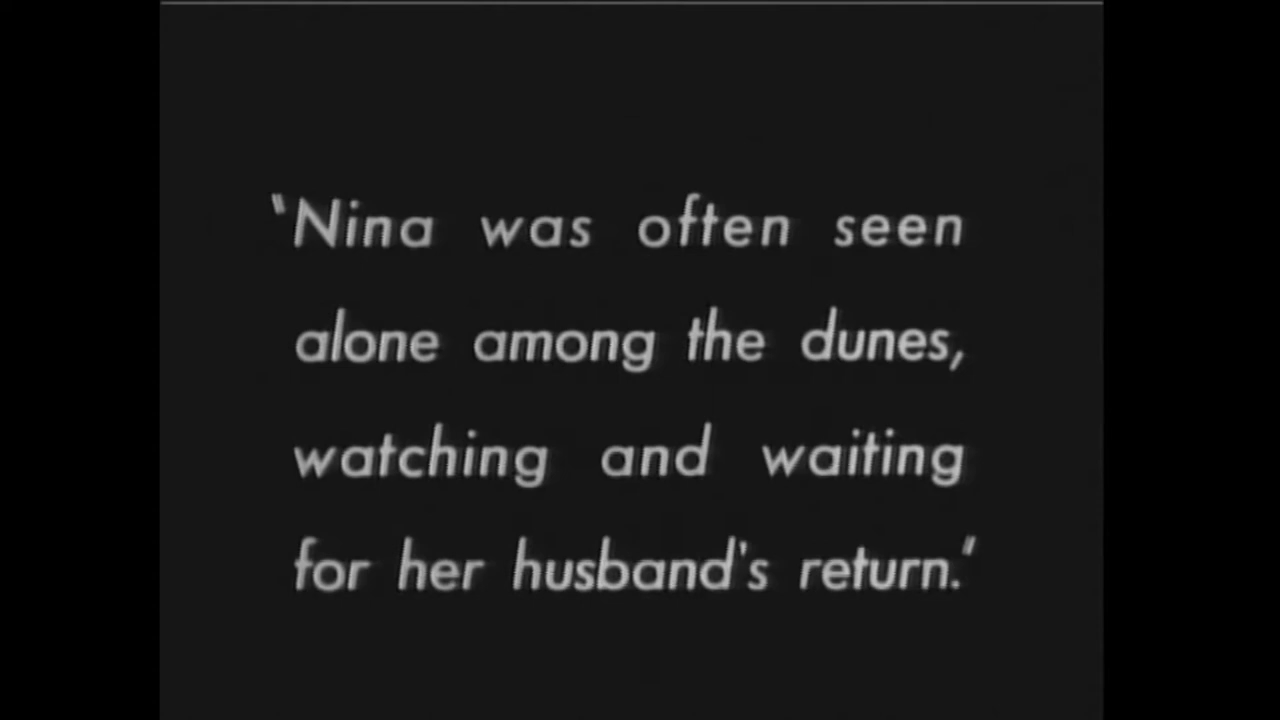 'Nina was often seen
alone among the dunes,
watching and waiting
for her husband's return.'